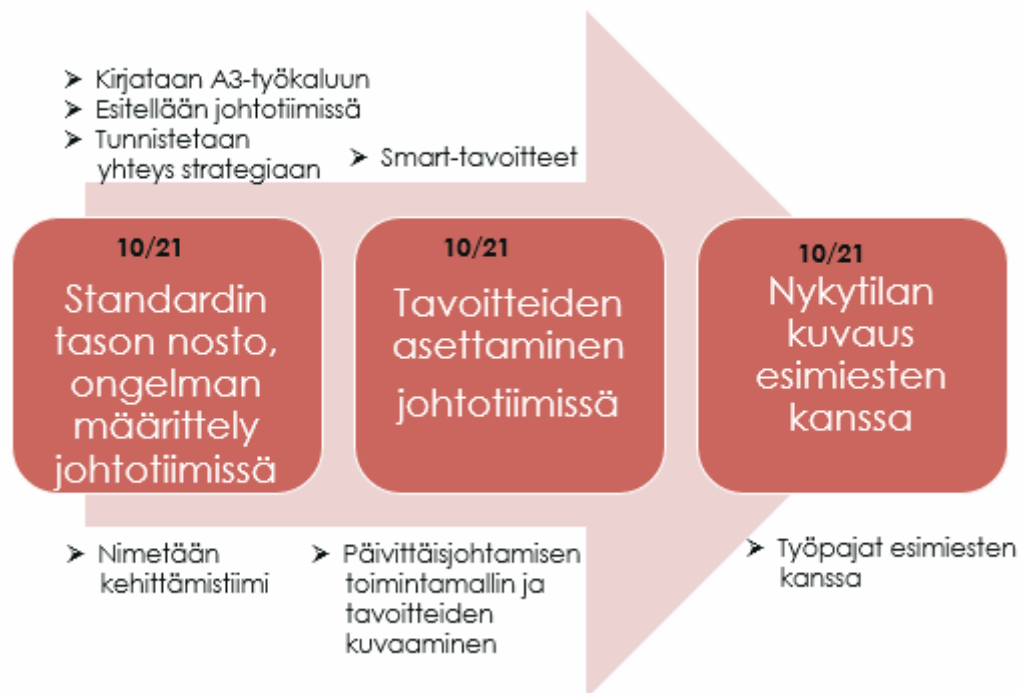 ➤ Kirjataan A3-työkaluun
➤ Esitellään johtotiimissä
➤ Tunnistetaan
yhteys strategiaan
➤ Smart-tavoitteet
10/21
Standardin
tason nosto,
ongelman
määrittely
johtotiimissä
10/21
Tavoitteiden
asettaminen
johtotiimissä
10/21
Nykytilan
kuvaus
esimiesten
kanssa
➤ Nimetään
kehittämistiimi
➤ Päivittäisjohtamisen
toimintamallin ja
tavoitteiden
kuvaaminen
➤ Työpajat esimiesten
kanssa